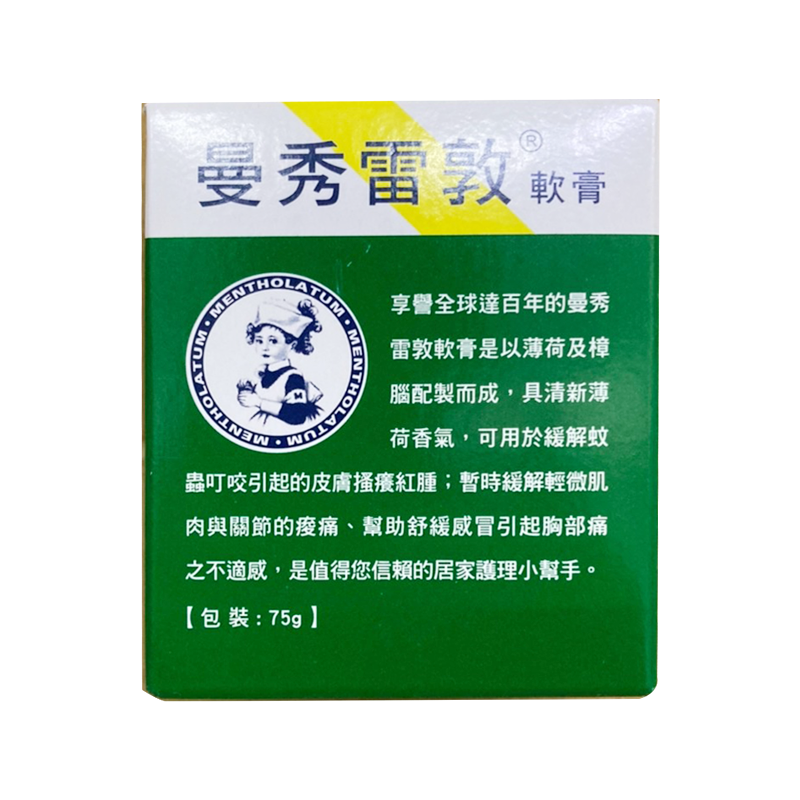 曼秀雷敦® 軟膏
MENTHOLATUM · MENTHOLATUM · MENTHOLATUM ·
享譽全球達百年的曼秀
雷敦軟膏是以薄荷及樟
腦配製而成，具清新薄
荷香氣，可用於緩解蚊
蟲叮咬引起的皮膚搔癢紅腫；暫時緩解輕微肌
肉與關節的痠痛、幫助舒緩感冒引起胸部痛
之不適感，是值得您信賴的居家護理小幫手。
【包裝：75g】